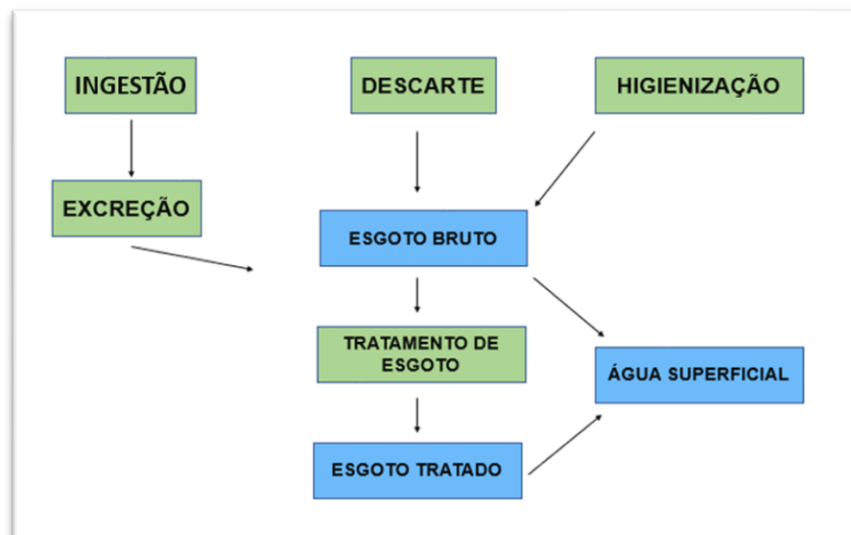 INGESTÃO
DESCARTE
HIGIENIZAÇÃO
EXCREÇÃO
ESGOTO BRUTO
TRATAMENTO DE
ESGOTO
ÁGUA SUPERFICIAL
ESGOTO TRATADO